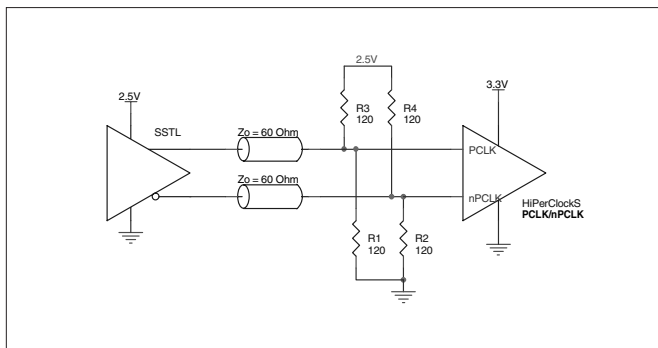 2.5V
3.3V
2.5V
R3
120
R4
120
SSTL
Zo = 60 Ohm
PCLK
Zo = 60 Ohm
nPCLK
HiPerClockS
PCLK/nPCLK
R1
120
R2
120